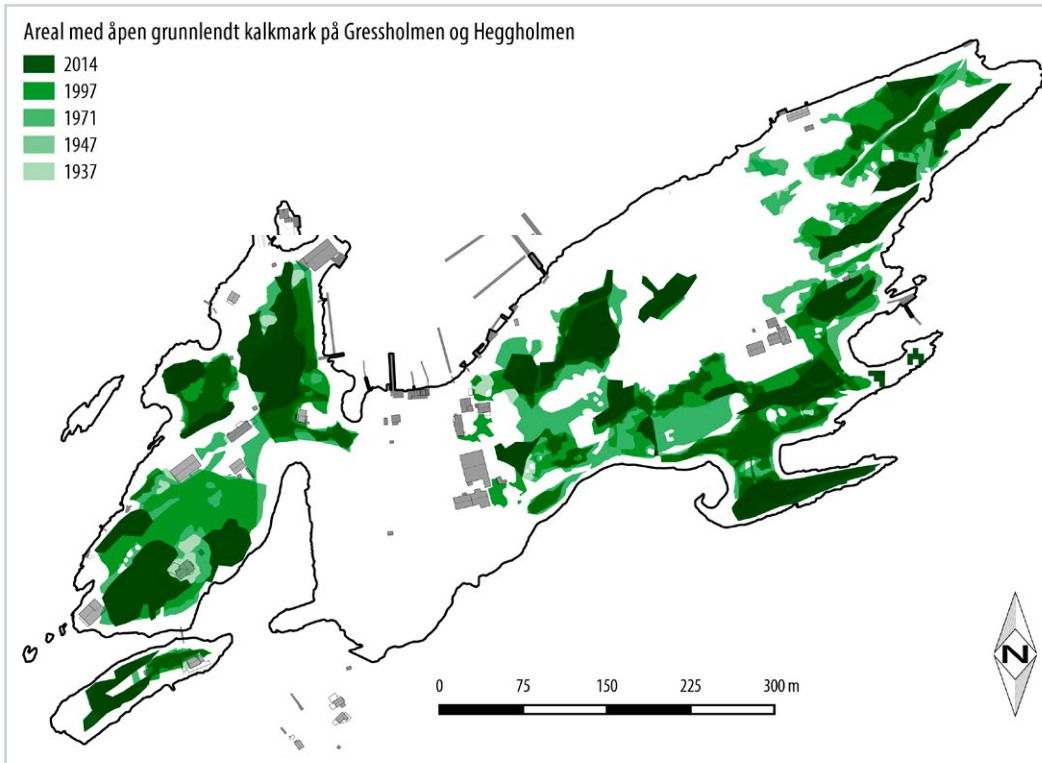 Areal med åpen grunnlendt kalkmark på Gressholmen og Heggholmen
2014
1997
1971
1947
1937
N
0 75 150 225 300 m